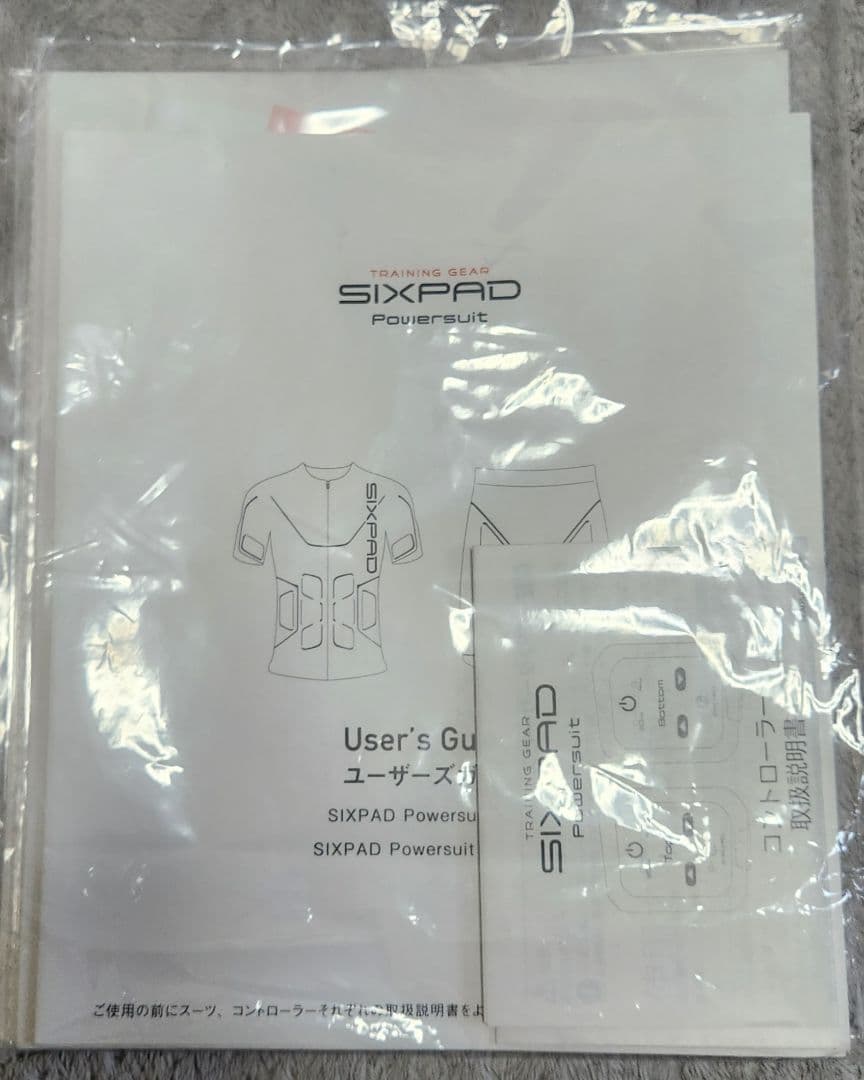 TRAINING GEAR
SIXPAD
Powersuit
SIXPAD
User's Gu
ユーザーズガ
SIXPAD Powersu
SIXPAD Powersuit
ご使用の前にスーツ、コントローラーそれぞれの取扱説明書をよ
TRAINING GEAR
SIXPAD
Powersuit
Bottom
Top
コントローラー
取扱説明書